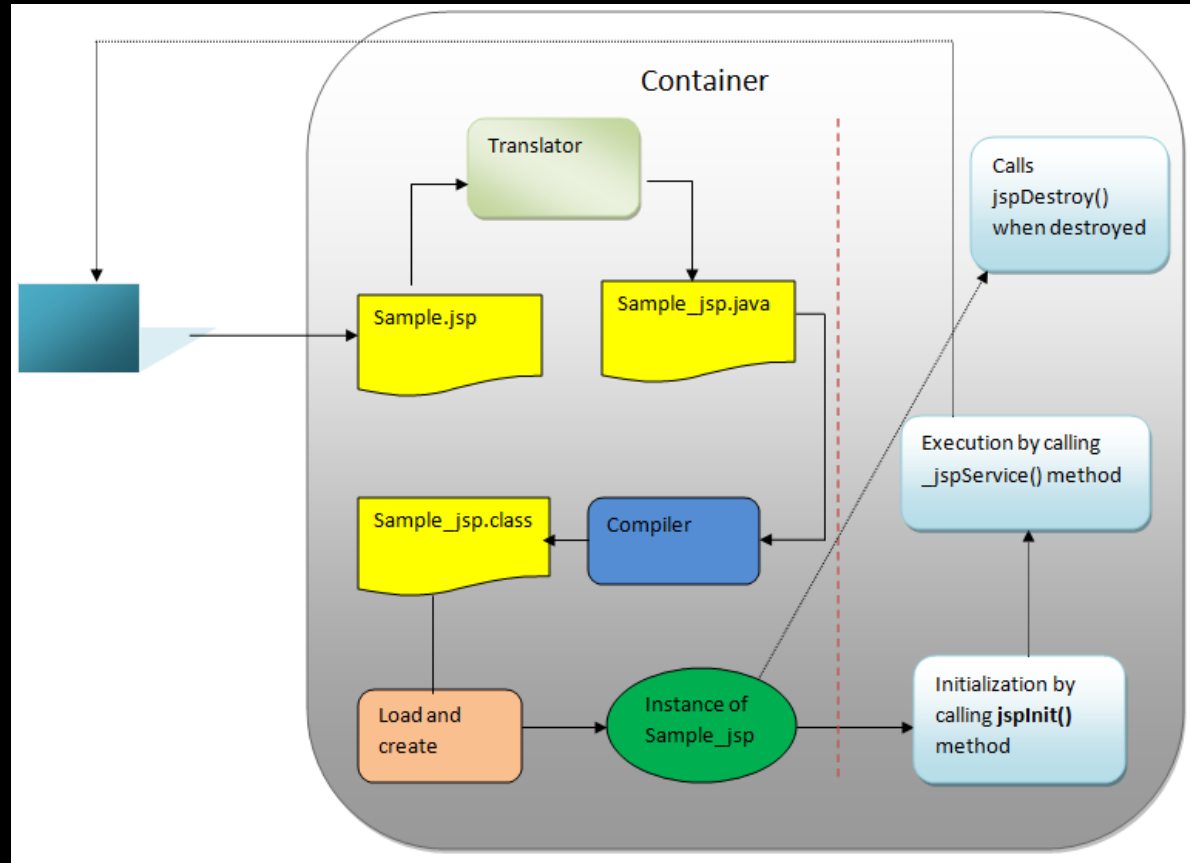 Container
Translator
Calls
jspDestroy()
when destroyed
Sample.jsp
Sample_jsp.java
Execution by calling
_jspService() method
Sample_jsp.class
Compiler
Load and
create
Instance of
Sample_jsp
Initialization by
calling jspInit()
method